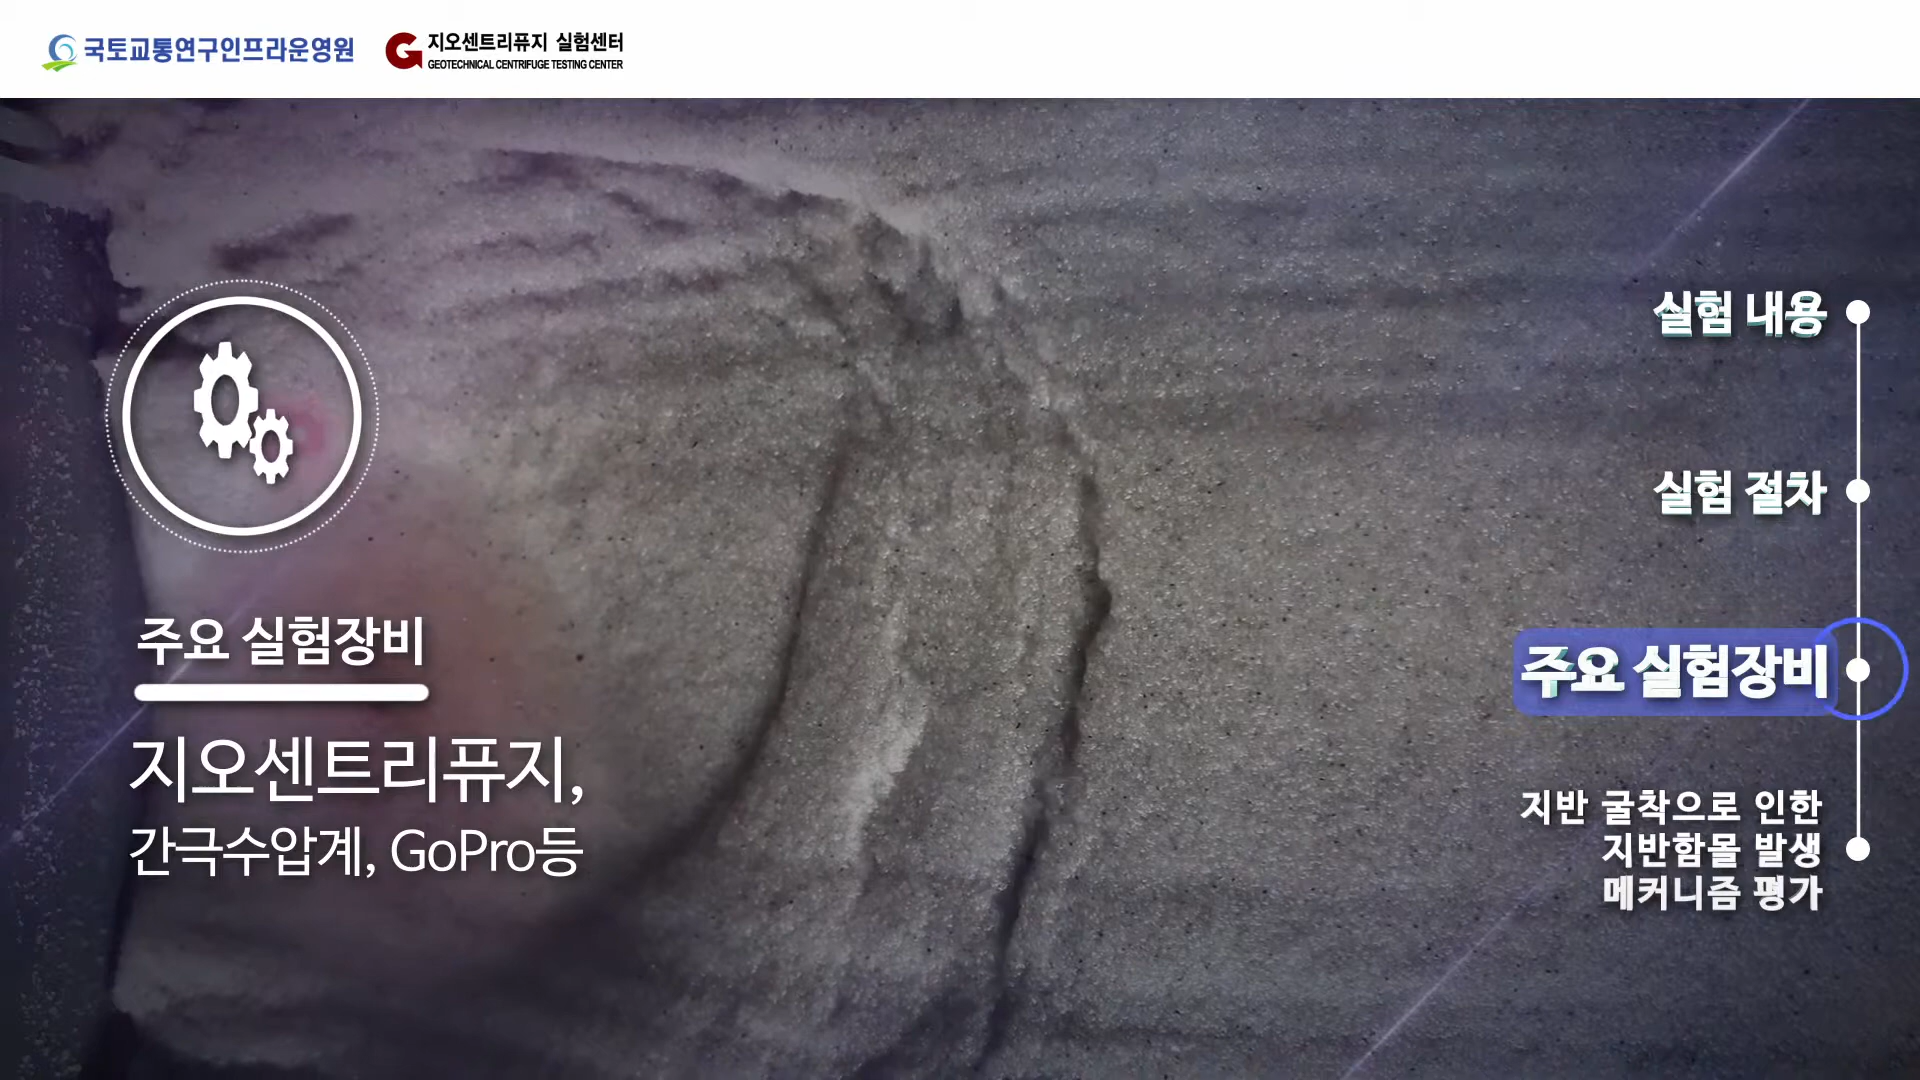 국토교통연구인프라운영원
지오센트리퓨지 실험센터
GEOTECHNICAL CENTRIFUGE TESTING CENTER
주요 실험장비
지오센트리퓨지,
간극수압계, GoPro등
실험 내용
실험 절차
주요 실험장비
지반 굴착으로 인한
지반함몰 발생
메커니즘 평가